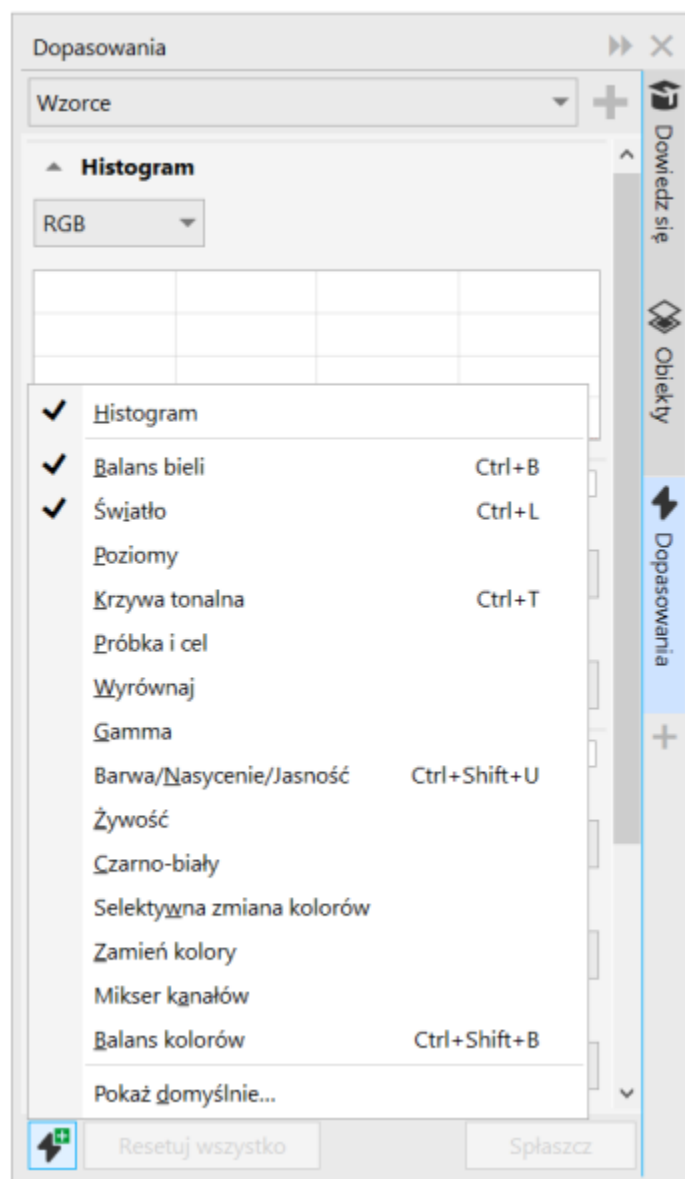 Dopasowania
Wzorce
Histogram
RGB
Histogram
Balans bieli Ctrl+B
Światło Ctrl+L
Poziomy
Krzywa tonalna Ctrl+T
Próbka i cel
Wyrównaj
Gamma
Barwa/Nasycenie/Jasność Ctrl+Shift+U
Żywość
Czarno-biały
Selektywna zmiana kolorów
Zamień kolory
Mikser kanałów
Balans kolorów Ctrl+Shift+B
Pokaż domyślnie...
Resetuj wszystko Spłaszcz
Dowiedz się
Obiekty
Dopasowania